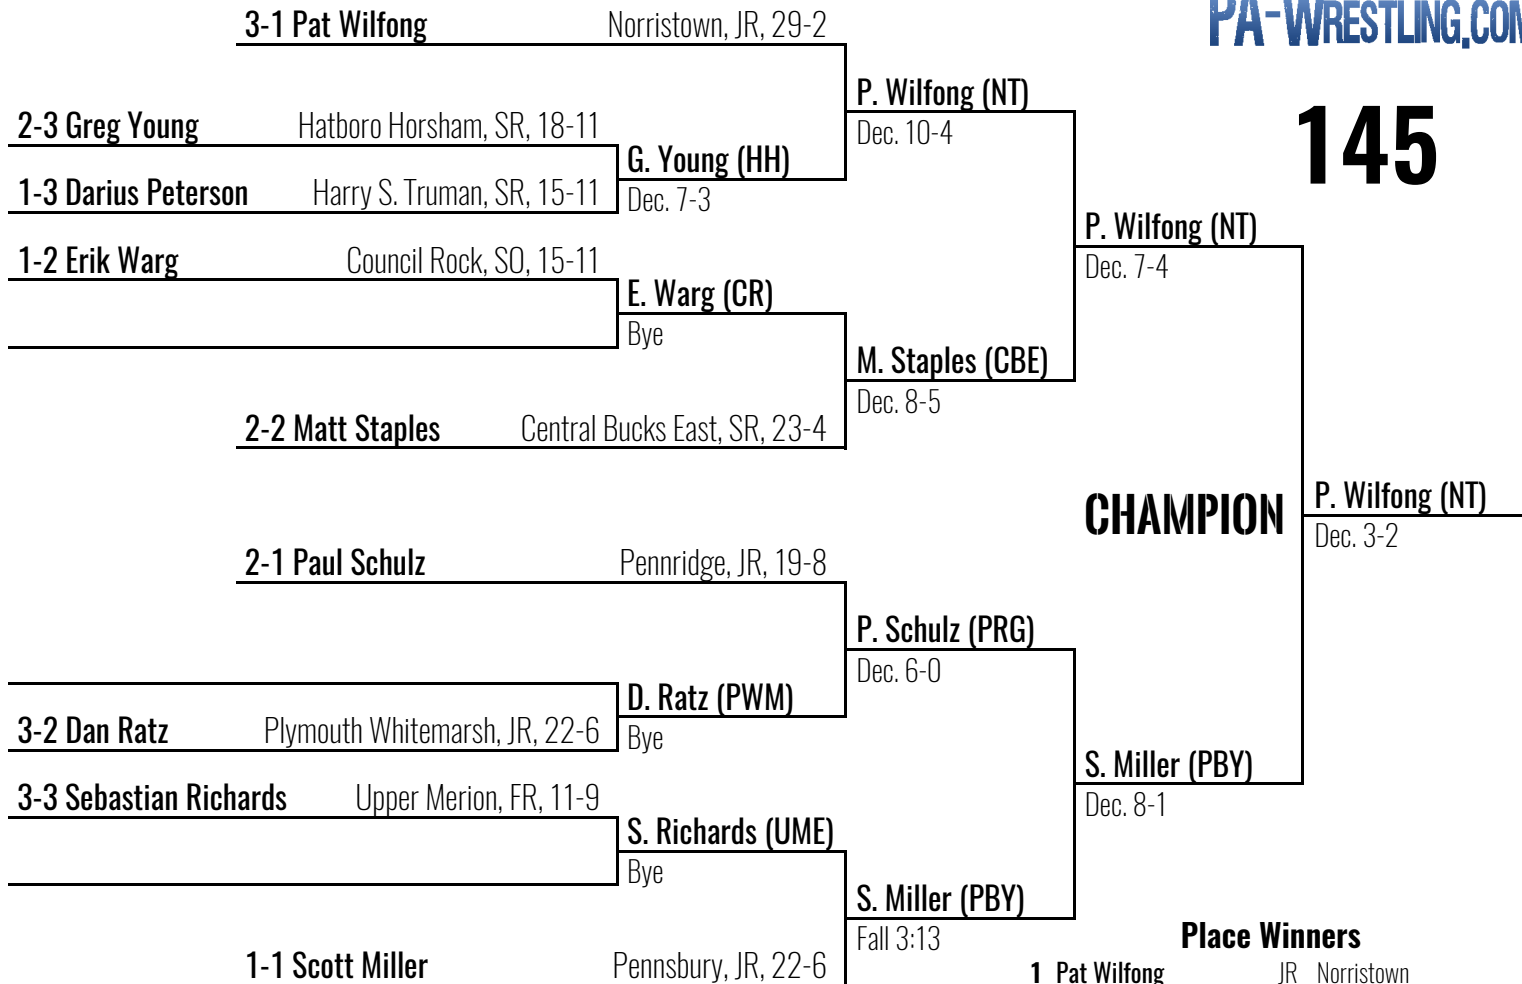 PA-WRESTLING.COM
3-1 Pat Wilfong Norristown, JR, 29-2
P. Wilfong (NT)
145
2-3 Greg Young Hatboro Horsham, SR, 18-11
Dec. 10-4
G. Young (HH)
1-3 Darius Peterson Harry S. Truman, SR, 15-11
Dec. 7-3
P. Wilfong (NT)
1-2 Erik Warg Council Rock, SO, 15-11
Dec. 7-4
E. Warg (CR)
Bye
M. Staples (CBE)
Dec. 8-5
2-2 Matt Staples Central Bucks East, SR, 23-4
CHAMPION
P. Wilfong (NT)
Dec. 3-2
2-1 Paul Schulz Pennridge, JR, 19-8
P. Schulz (PRG)
Dec. 6-0
D. Ratz (PWM)
3-2 Dan Ratz Plymouth Whitemarsh, JR, 22-6
Bye
S. Miller (PBY)
3-3 Sebastian Richards Upper Merion, FR, 11-9
Dec. 8-1
S. Richards (UME)
Bye
S. Miller (PBY)
Fall 3:13
Place Winners
1-1 Scott Miller Pennsbury, JR, 22-6
1 Pat Wilfong JR Norristown